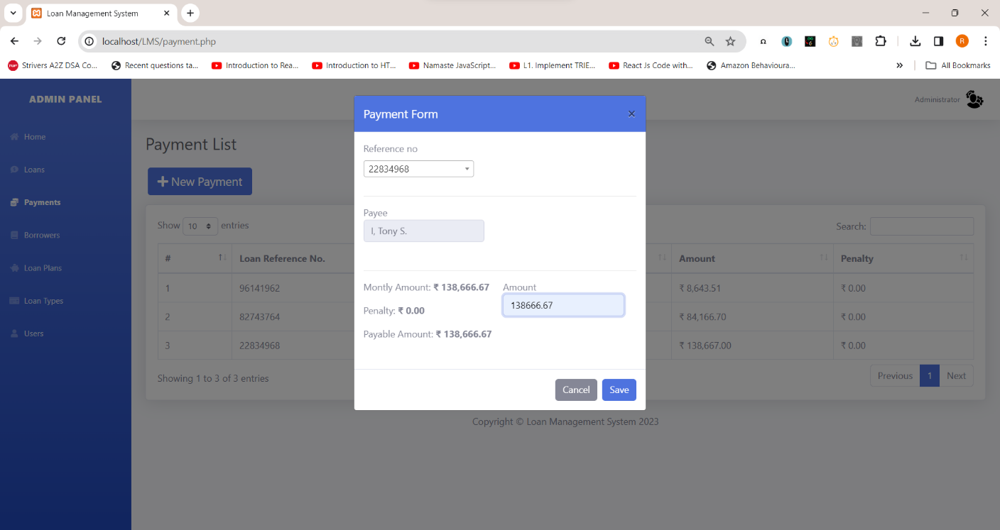 Loan Management System
localhost/LMS/payment.php
R
Strivers A2Z DSA Co...
Recent questions ta...
Introduction to Rea...
Introduction to HT...
Namaste JavaScript...
L1. Implement TRIE...
React Js Code with...
Amazon Behavioura...
All Bookmarks
ADMIN PANEL
Home
Loans
Payments
Borrowers
Loan Plans
Loan Types
Users
Administrator
Payment List
New Payment
Show 10 entries
Search:
# Loan Reference No. Amount Penalty
1 96141962 ₹ 8,643.51 ₹ 0.00
2 82743764 ₹ 84,166.70 ₹ 0.00
3 22834968 ₹ 138,667.00 ₹ 0.00
Showing 1 to 3 of 3 entries
Previous 1 Next
Copyright © Loan Management System 2023
Payment Form
Reference no
22834968
Payee
I, Tony S.
Montly Amount: ₹ 138,666.67
Penalty: ₹ 0.00
Payable Amount: ₹ 138,666.67
Amount
138666.67
Cancel Save